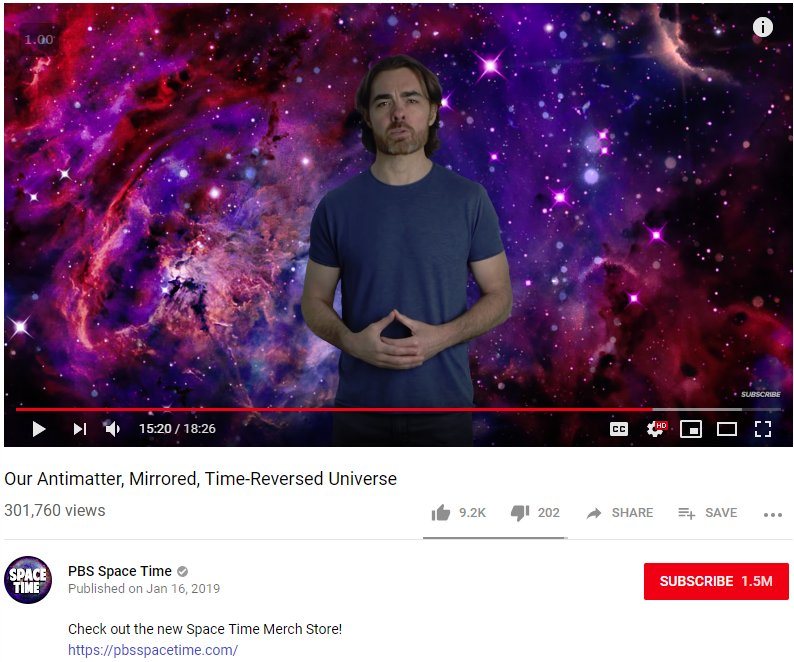 1.00
i
SUBSCRIBE
15:20 / 18:26
CC
HD
Our Antimatter, Mirrored, Time-Reversed Universe
301,760 views
9.2K
202
SHARE
SAVE
SPACE
TIME
PBS Space Time
Published on Jan 16, 2019
SUBSCRIBE 1.5M
Check out the new Space Time Merch Store!
https://pbsspacetime.com/